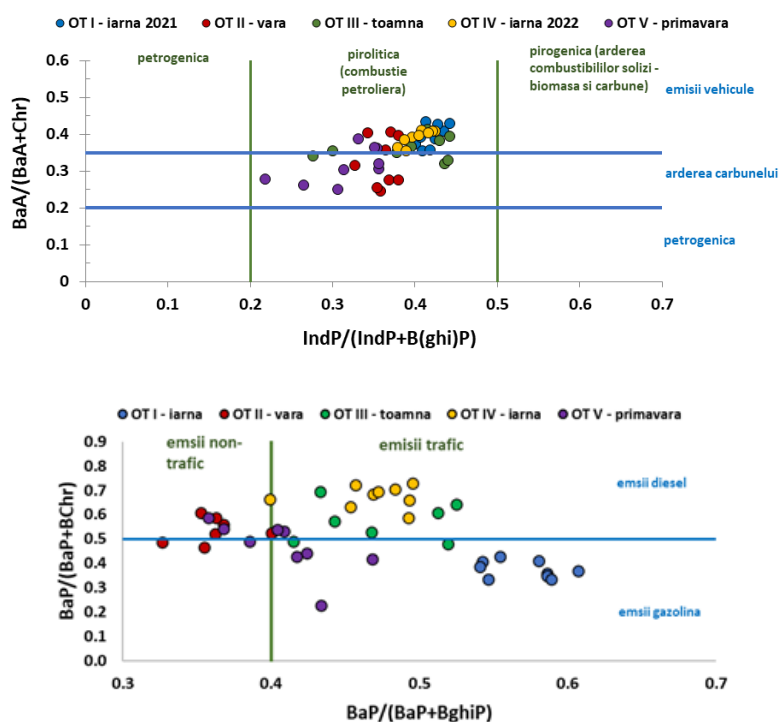 OT I - iarna 2021 OT II - vara OT III - toamna OT IV - iarna 2022 OT V - primavara
petrogenica
pirolitica
(combustie
petroliera)
pirogenica (arderea
combustibililor solizi -
biomasa si carbune)
emisii vehicule
arderea carbunelui
petrogenica
BaA/(BaA+Chr)
0.6
0.5
0.4
0.3
0.2
0.1
0
0 0.1 0.2 0.3 0.4 0.5 0.6 0.7
IndP/(IndP+B(ghi)P)
OT I - iarna OT II - vara OT III - toamna OT IV - iarna OT V - primavara
emsii non-
trafic
emisii trafic
emsii diesel
emsii gazolina
BaP/(BaP+BChr)
0.9
0.8
0.7
0.6
0.5
0.4
0.3
0.2
0.1
0.0
0.3 0.4 0.5 0.6 0.7
BaP/(BaP+BghiP)